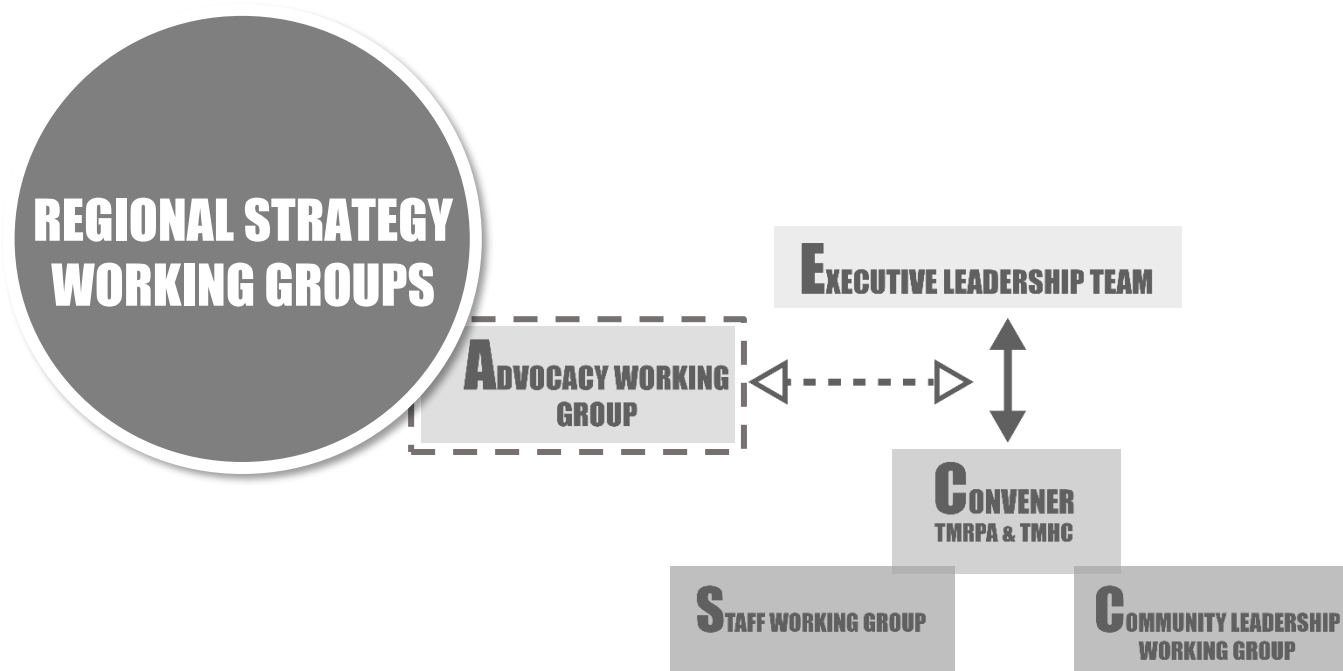 REGIONAL STRATEGY
WORKING GROUPS
EXECUTIVE LEADERSHIP TEAM
ADVOCACY WORKING
GROUP
CONVENER
TMRPA & TMHC
STAFF WORKING GROUP
COMMUNITY LEADERSHIP
WORKING GROUP